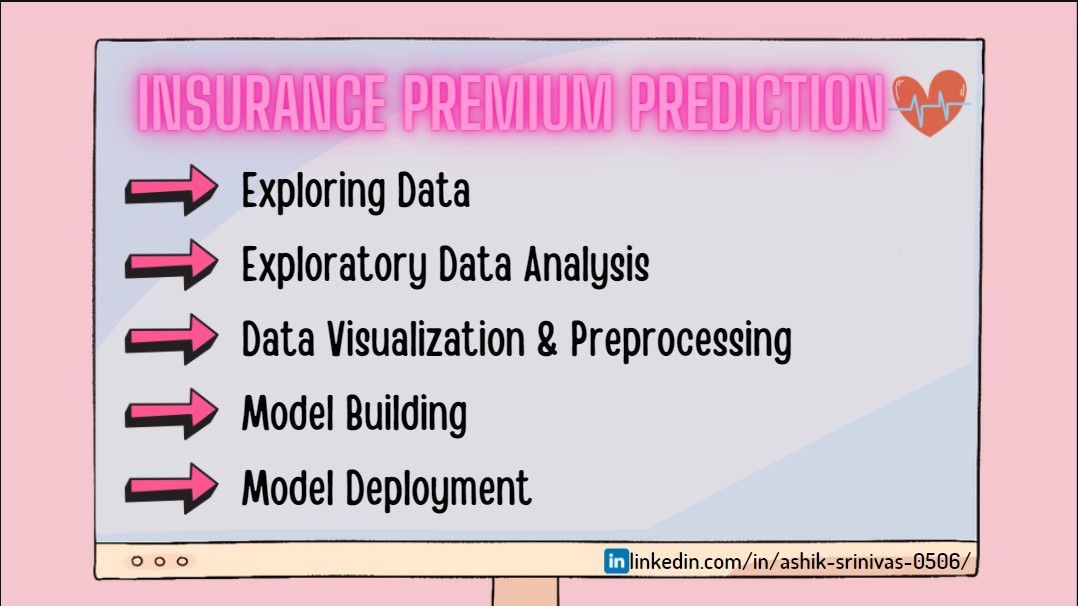 INSURANCE PREMIUM PREDICTION
Exploring Data
Exploratory Data Analysis
Data Visualization & Preprocessing
Model Building
Model Deployment
in linkedin.com/in/ashik-srinivas-0506/